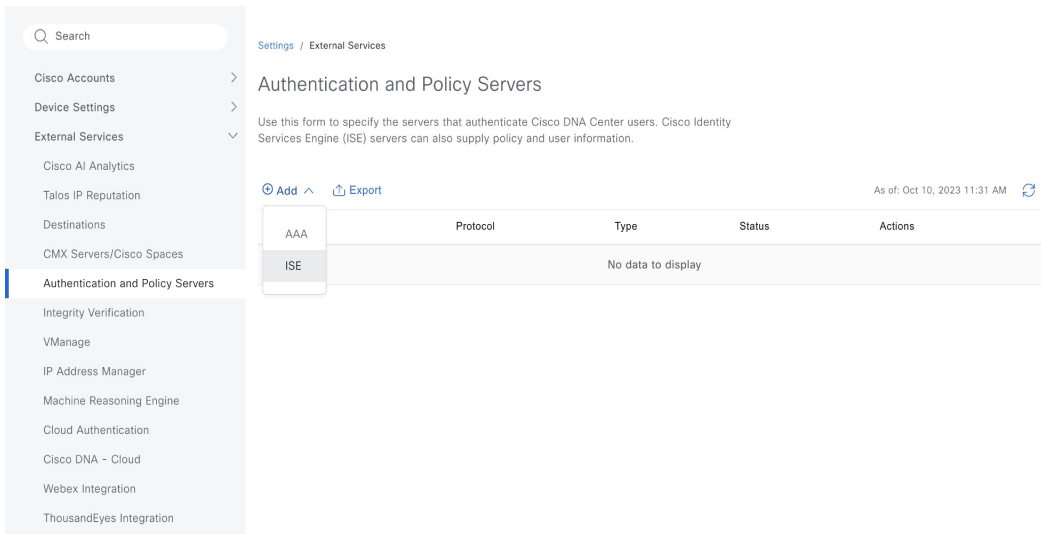 Search
Cisco Accounts
Device Settings
External Services
Cisco AI Analytics
Talos IP Reputation
Destinations
CMX Servers/Cisco Spaces
Authentication and Policy Servers
Integrity Verification
VManage
IP Address Manager
Machine Reasoning Engine
Cloud Authentication
Cisco DNA - Cloud
Webex Integration
ThousandEyes Integration
Settings / External Services
Authentication and Policy Servers
Use this form to specify the servers that authenticate Cisco DNA Center users. Cisco Identity
Services Engine (ISE) servers can also supply policy and user information.
Add Export As of: Oct 10, 2023 11:31 AM
AAA
ISE
Protocol Type Status Actions
No data to display